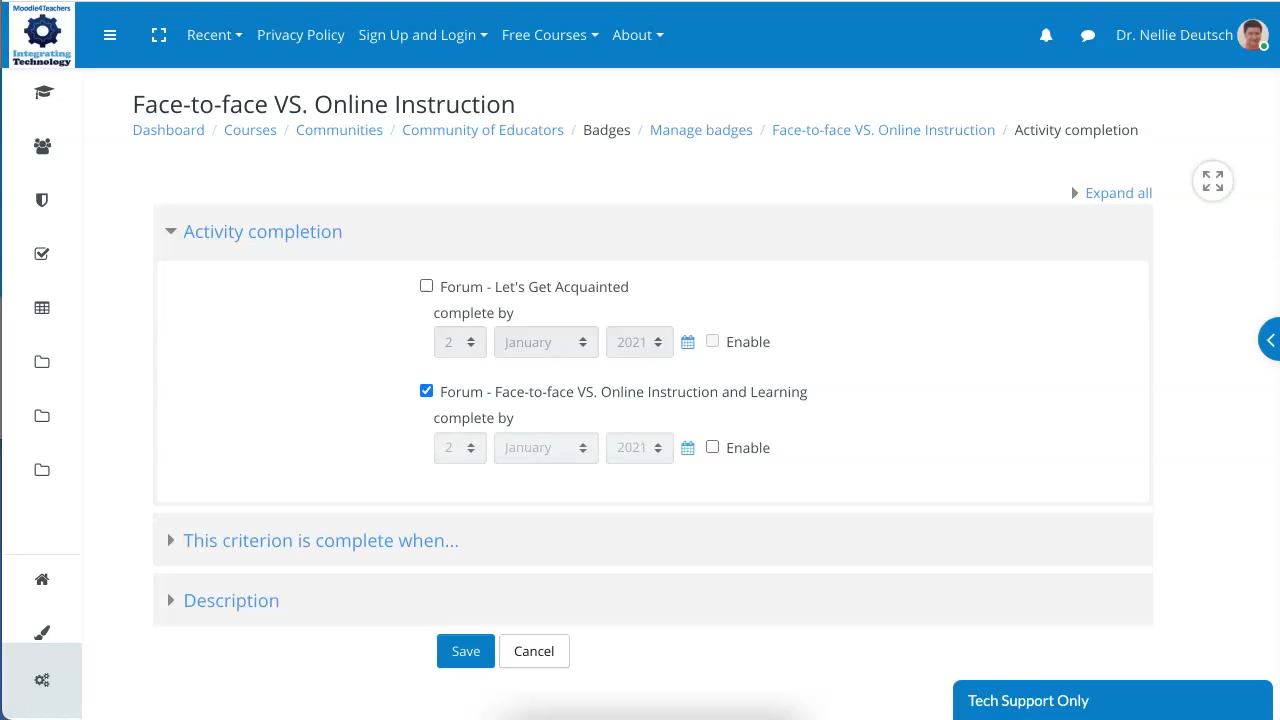 Moodle4Teachers
Integrating
Technology
Recent
Privacy Policy
Sign Up and Login
Free Courses
About
Dr. Nellie Deutsch
Face-to-face VS. Online Instruction
Dashboard / Courses / Communities / Community of Educators / Badges / Manage badges / Face-to-face VS. Online Instruction / Activity completion
Expand all
Activity completion
Forum - Let's Get Acquainted
complete by
2 January 2021 Enable
Forum - Face-to-face VS. Online Instruction and Learning
complete by
2 January 2021 Enable
This criterion is complete when...
Description
Save Cancel
Tech Support Only